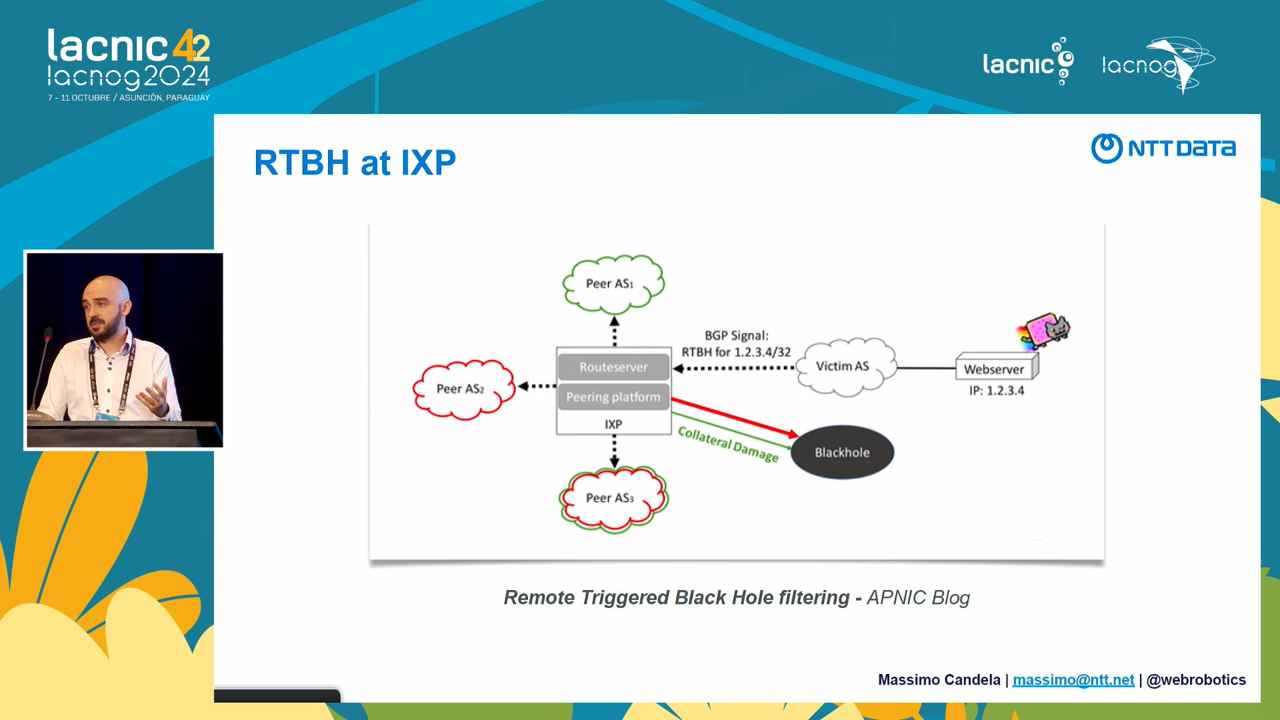 lacnic 42
lacnog2024
7 - 11 OCTUBRE / ASUNCIÓN, PARAGUAY
lacnic
lacnog
RTBH at IXP
NTT DATA
Peer AS1
BGP Signal:
RTBH for 1.2.3.4/32
Routeserver
Victim AS
Webserver
IP: 1.2.3.4
Peer AS2
Peering platform
IXP
Collateral Damage
Blackhole
Peer AS3
Remote Triggered Black Hole filtering - APNIC Blog
Massimo Candela | massimo@ntt.net | @webrobotics